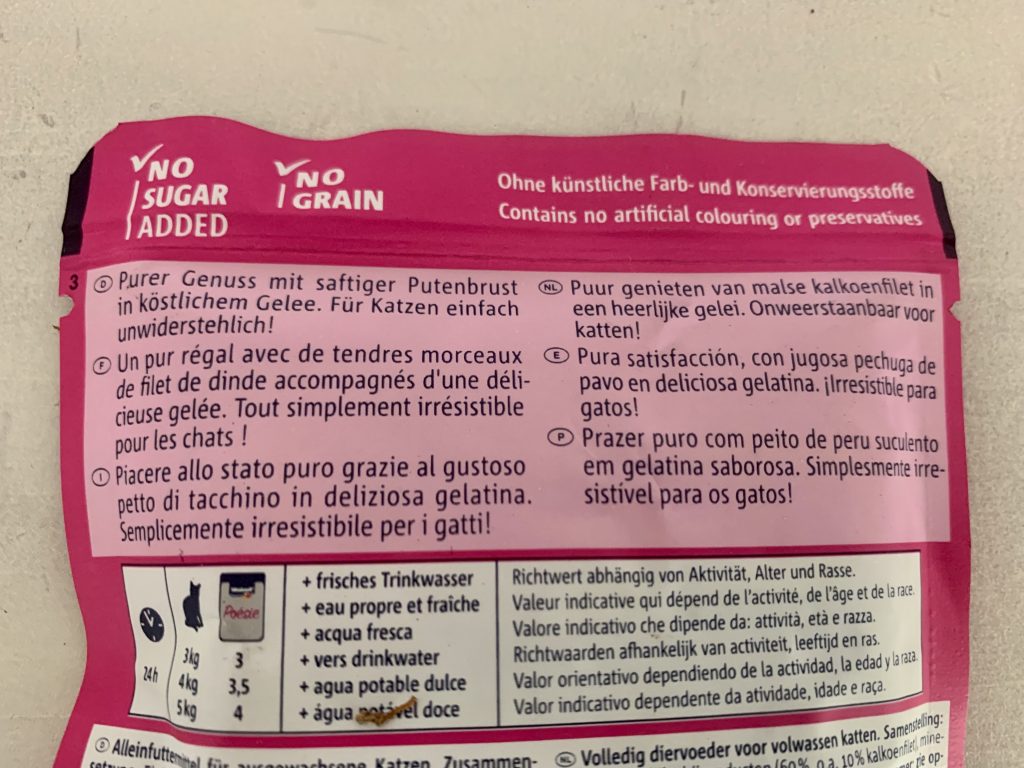 NO
SUGAR
ADDED
NO
GRAIN
Ohne künstliche Farb- und Konservierungsstoffe
Contains no artificial colouring or preservatives
3
D Purer Genuss mit saftiger Putenbrust
in köstlichem Gelee. Für Katzen einfach
unwiderstehlich!
F Un pur régal avec de tendres morceaux
de filet de dinde accompagnés d'une déli-
cieuse gelée. Tout simplement irrésistible
pour les chats !
I Piacere allo stato puro grazie al gustoso
petto di tacchino in deliziosa gelatina.
Semplicemente irresistibile per i gatti!
NL Puur genieten van malse kalkoenfilet in
een heerlijke gelei. Onweerstaanbaar voor
katten!
E Pura satisfacción, con jugosa pechuga de
pavo en deliciosa gelatina. ¡Irresistible para
gatos!
P Prazer puro com peito de peru suculento
em gelatina saborosa. Simplesmente irre-
sistível para os gatos!
Poésie
24h
3kg 3
4kg 3,5
5kg 4
+ frisches Trinkwasser
+ eau propre et fraîche
+ acqua fresca
+ vers drinkwater
+ agua potable dulce
+ água potável doce
Richtwert abhängig von Aktivität, Alter und Rasse.
Valeur indicative qui dépend de l'activité, de l'âge et de la race.
Valore indicativo che dipende da: attività, età e razza.
Richtwaarden afhankelijk van activiteit, leeftijd en ras.
Valor orientativo dependiendo de la actividad, la edad y la raza.
Valor indicativo dependente da atividade, idade e raça.
D Alleinfuttermittel für ausgewachsene Katzen. Zusammen-
NL Volledig diervoeder voor volwassen katten. Samenstelling:
(60%, o.a. 10% kalkoenfilet), mine-